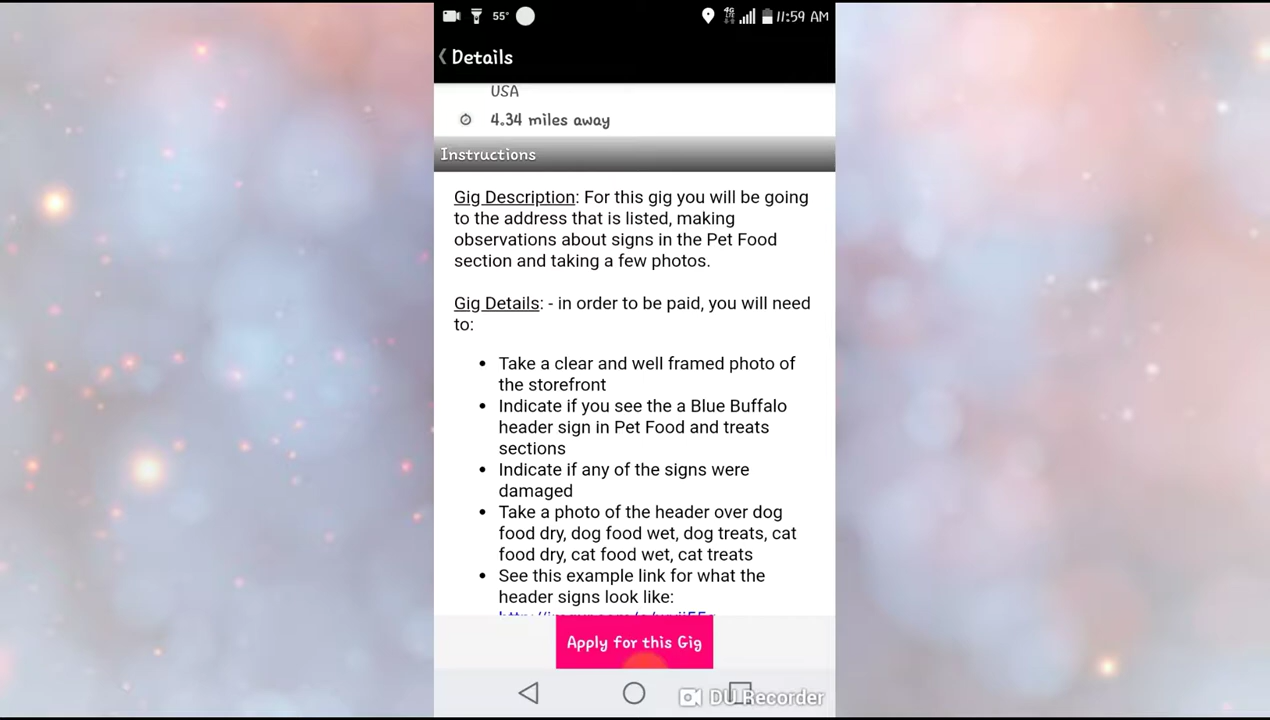 55° 4G LTE 11:59 AM
Details
USA
4.34 miles away
Instructions
Gig Description: For this gig you will be going
to the address that is listed, making
observations about signs in the Pet Food
section and taking a few photos.
Gig Details: - in order to be paid, you will need
to:
• Take a clear and well framed photo of
the storefront
• Indicate if you see the a Blue Buffalo
header sign in Pet Food and treats
sections
• Indicate if any of the signs were
damaged
• Take a photo of the header over dog
food dry, dog food wet, dog treats, cat
food dry, cat food wet, cat treats
• See this example link for what the
header signs look like:
Apply for this Gig
DU Recorder